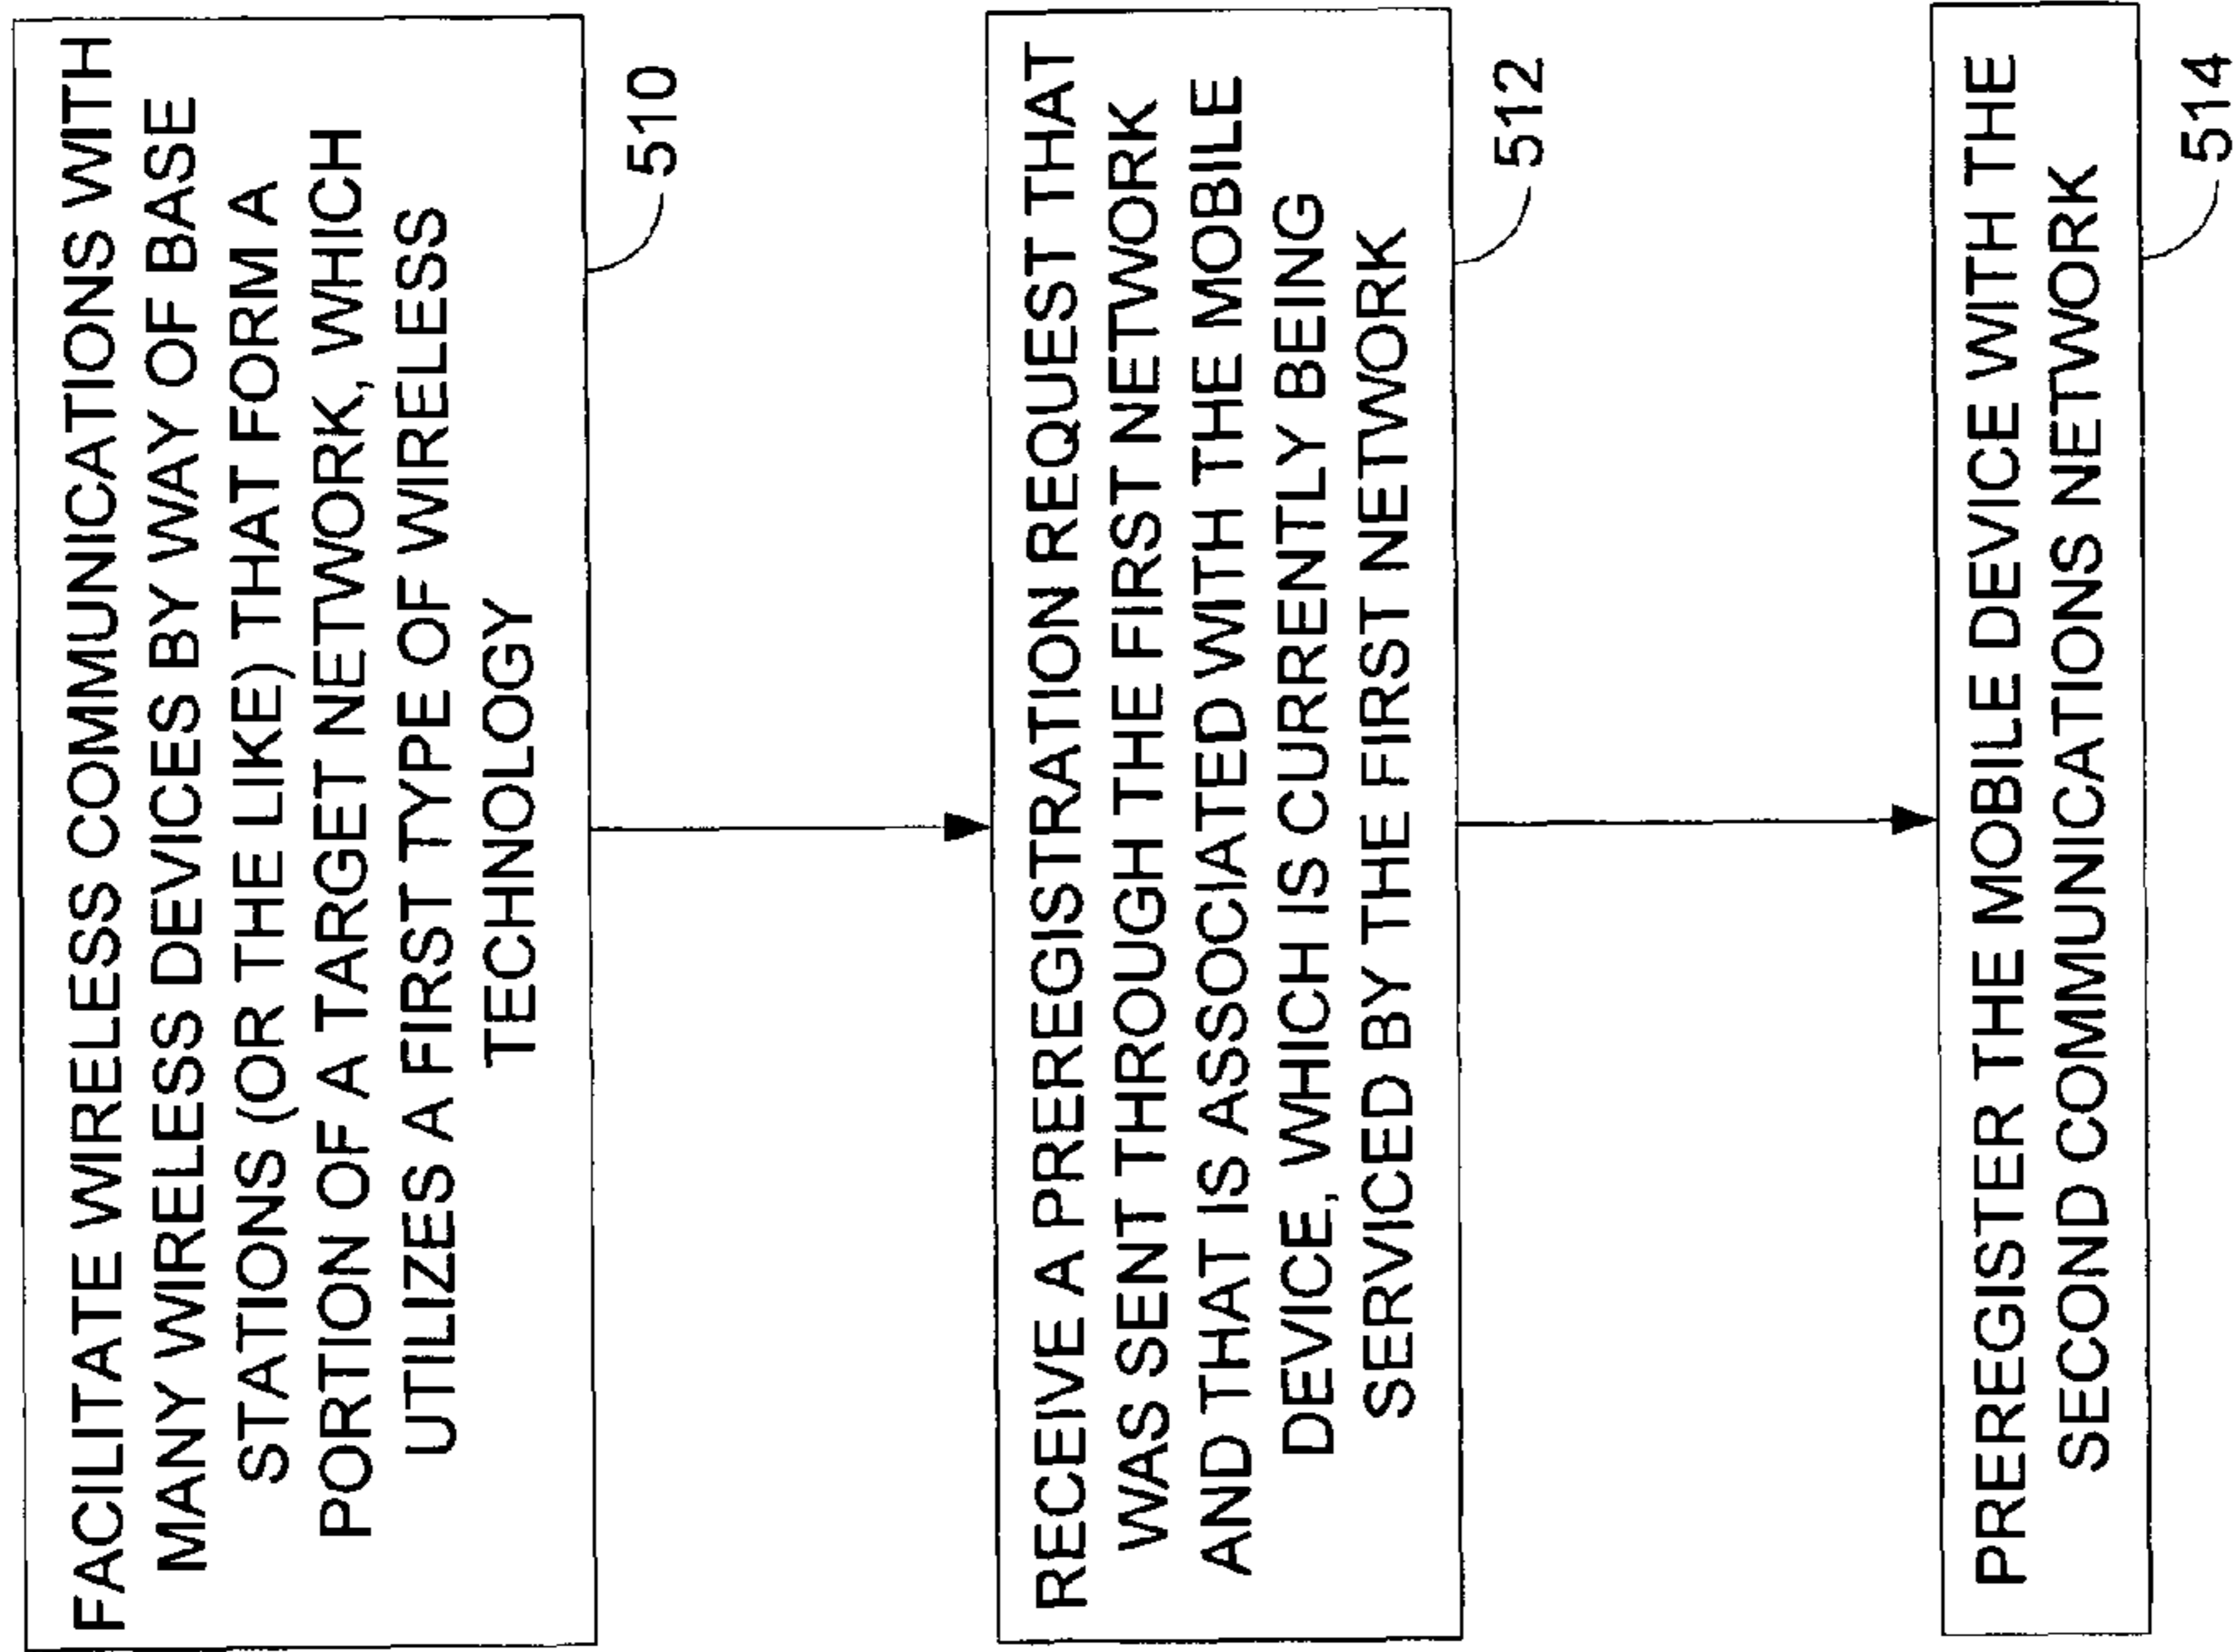 FACILITATE WIRELESS COMMUNICATIONS WITH
MANY WIRELESS DEVICES BY WAY OF BASE
STATIONS (OR THE LIKE) THAT FORM A
PORTION OF A TARGET NETWORK, WHICH
UTILIZES A FIRST TYPE OF WIRELESS
TECHNOLOGY
510
RECEIVE A PREREGISTRATION REQUEST THAT
WAS SENT THROUGH THE FIRST NETWORK
AND THAT IS ASSOCIATED WITH THE MOBILE
DEVICE, WHICH IS CURRENTLY BEING
SERVICED BY THE FIRST NETWORK
512
PREREGISTER THE MOBILE DEVICE WITH THE
SECOND COMMUNICATIONS NETWORK
514